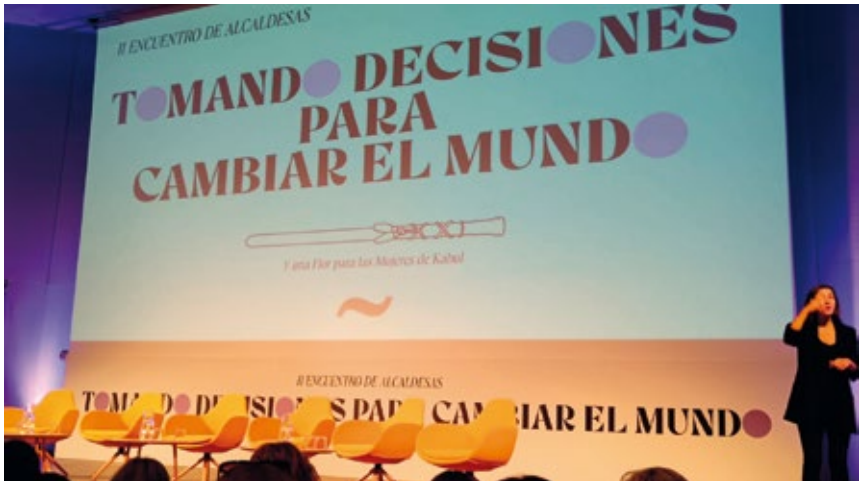 II ENCUENTRO DE ALCALDESAS
TOMANDO DECISIONES
PARA
CAMBIAR EL MUNDO
Y una Flor para las Mujeres de Kabul
II ENCUENTRO DE ALCALDESAS
TOMANDO DECISIONES PARA CAMBIAR EL MUNDO